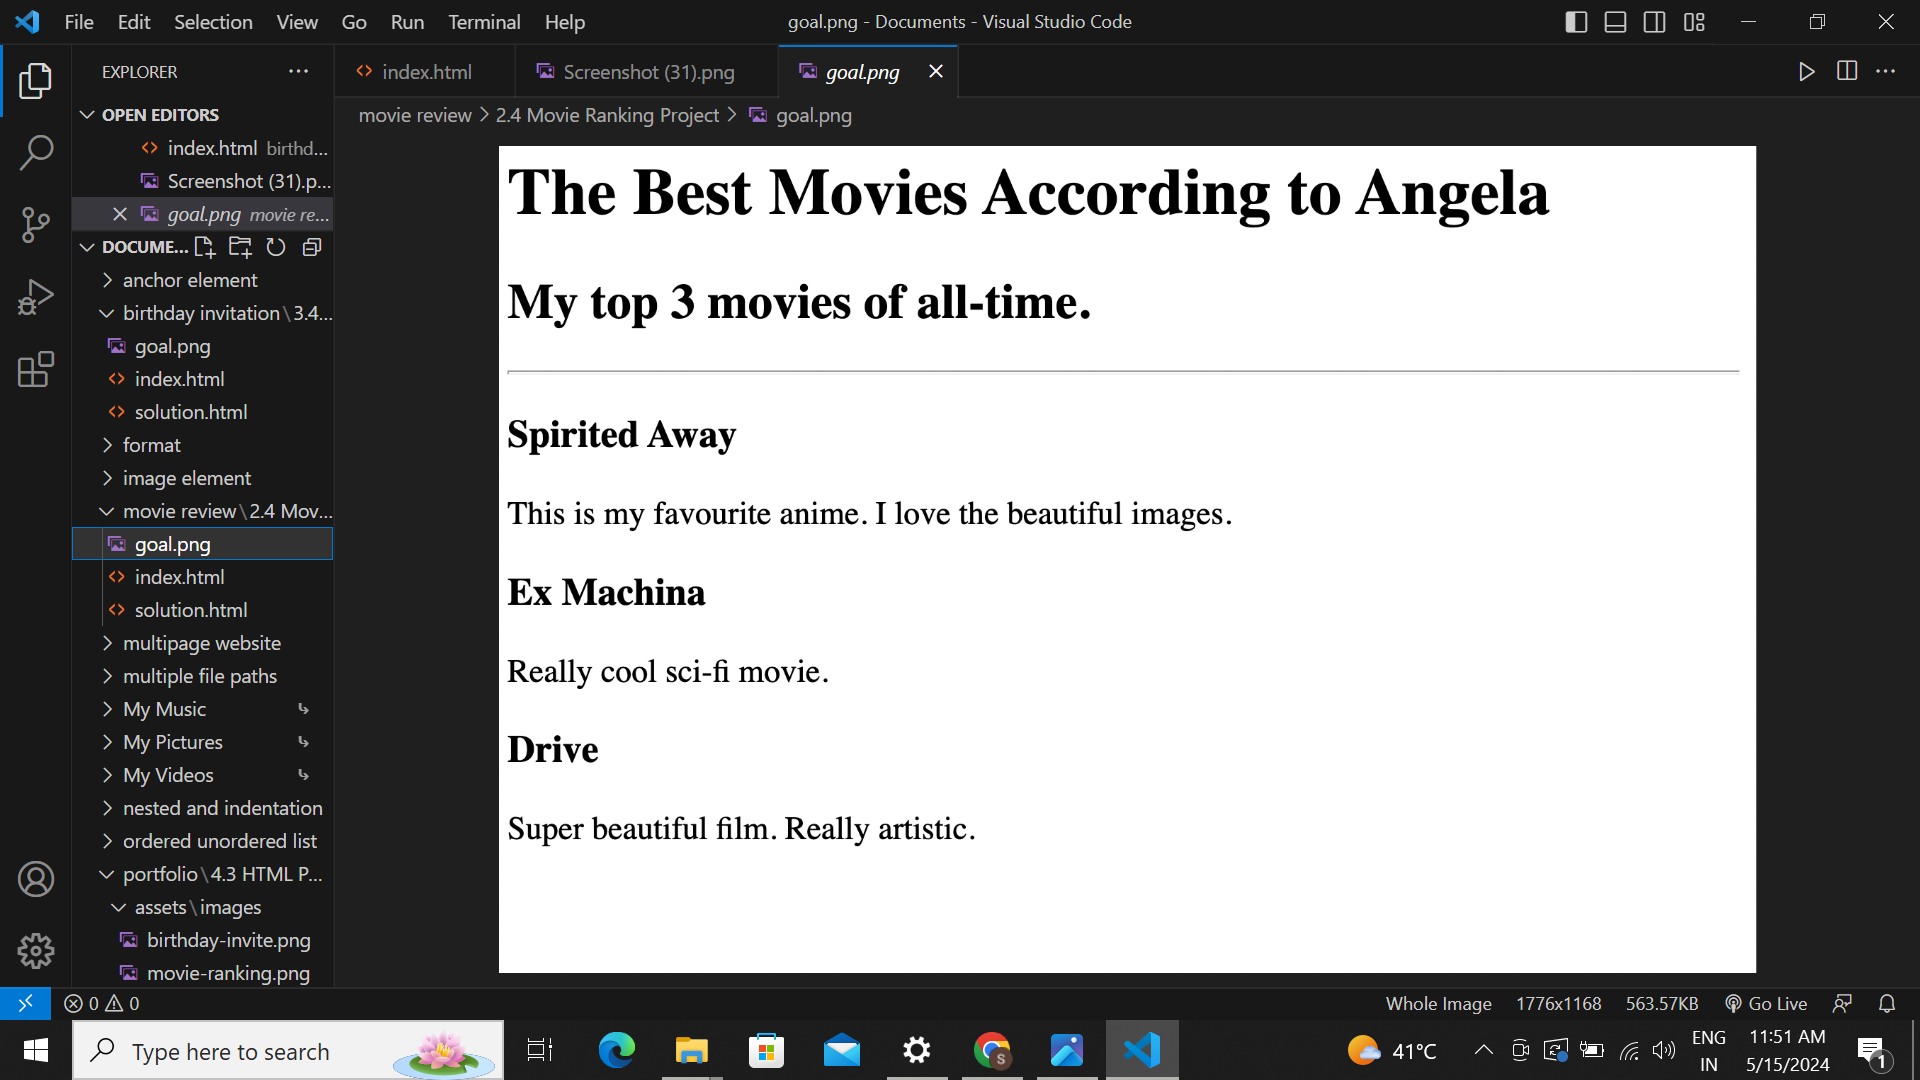 File Edit Selection View Go Run Terminal Help
goal.png - Documents - Visual Studio Code
EXPLORER
index.html
Screenshot (31).png
goal.png
movie review > 2.4 Movie Ranking Project > goal.png
OPEN EDITORS
index.html birthd...
Screenshot (31).p...
goal.png movie re...
DOCUME...
anchor element
birthday invitation\3.4...
goal.png
index.html
solution.html
format
image element
movie review\2.4 Mov...
goal.png
index.html
solution.html
multipage website
multiple file paths
My Music
My Pictures
My Videos
nested and indentation
ordered unordered list
portfolio\4.3 HTML P...
assets\images
birthday-invite.png
movie-ranking.png
The Best Movies According to Angela
My top 3 movies of all-time.
Spirited Away
This is my favourite anime. I love the beautiful images.
Ex Machina
Really cool sci-fi movie.
Drive
Super beautiful film. Really artistic.
0 0
Whole Image 1776x1168 563.57KB Go Live
Type here to search
S
41°C
ENG
IN
11:51 AM
5/15/2024
1